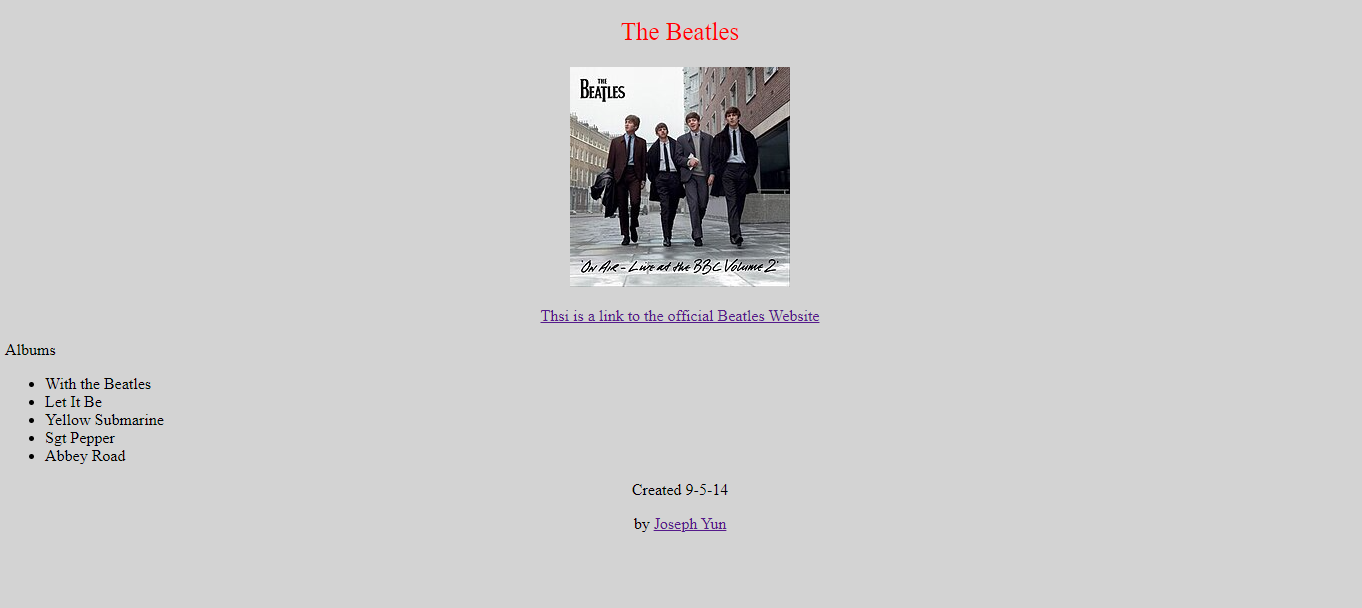 The Beatles
THE
BEATLES
On Air - Live at the BBC Volume 2
Thsi is a link to the official Beatles Website
Albums
With the Beatles
Let It Be
Yellow Submarine
Sgt Pepper
Abbey Road
Created 9-5-14
by Joseph Yun